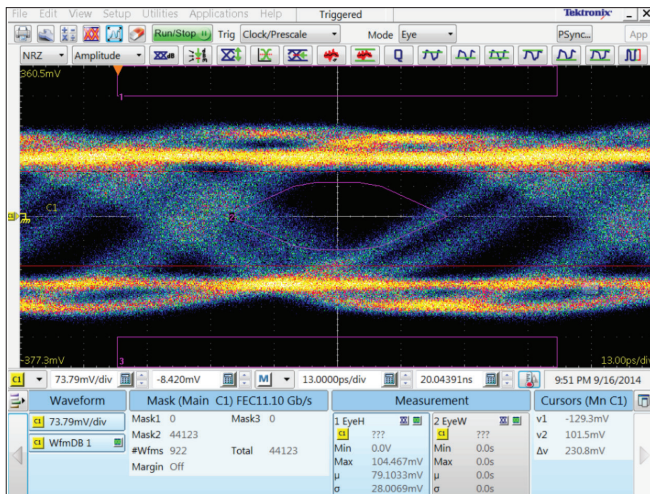 File Edit View Setup Utilities Applications Help Triggered Tektronix
Run/Stop Trig Clock/Prescale Mode Eye PSync.. App
NRZ Amplitude dB Q
360.5mV
1
C1
2
C1
3
-377.3mV 13.00ps/div
C1 73.79mV/div -8.420mV M 13.0000ps/div 20.04391ns 9:51 PM 9/16/2014
Waveform Mask (Main C1) FEC11.10 Gb/s Measurement Cursors (Mn C1)
C1 73.79mV/div Mask1 0 Mask3 0 1 EyeH 2 EyeW v1 -129.3mV
C1 WfmDB 1 Mask2 44123 C1 ??? C1 ??? v2 101.5mV
#Wfms 922 Total 44123 Min 0.0V Min 0.0s Δv 230.8mV
Margin Off Max 104.467mV Max 0.0s
μ 79.1033mV μ 0.0s
σ 28.0069mV σ 0.0s